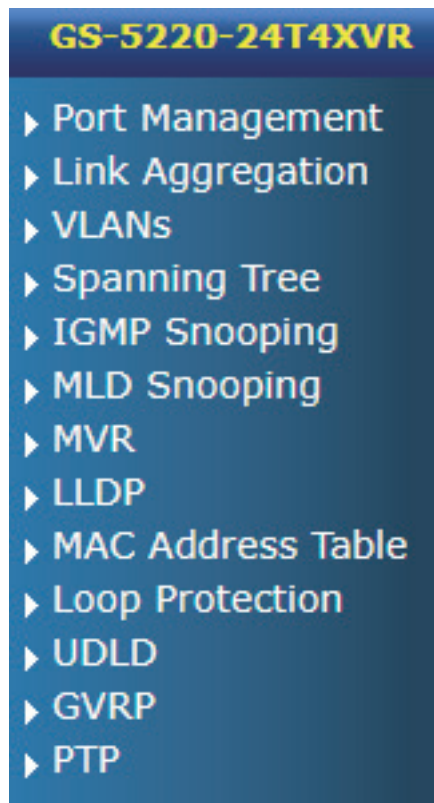 GS-5220-24T4XVR
Port Management
Link Aggregation
VLANs
Spanning Tree
IGMP Snooping
MLD Snooping
MVR
LLDP
MAC Address Table
Loop Protection
UDLD
GVRP
PTP